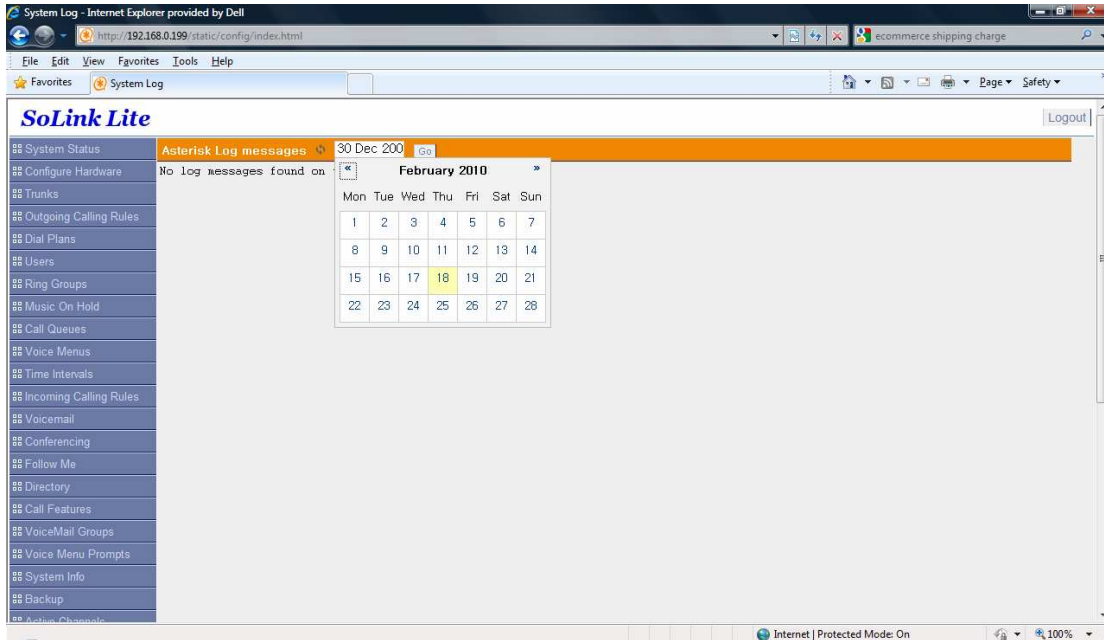 System Log - Internet Explorer provided by Dell
http://192.168.0.199/static/config/index.html
ecommerce shipping charge
File Edit View Favorites Tools Help
Favorites System Log Page Safety
SoLink Lite Logout
System Status
Configure Hardware
Trunks
Outgoing Calling Rules
Dial Plans
Users
Ring Groups
Music On Hold
Call Queues
Voice Menus
Time Intervals
Incoming Calling Rules
Voicemail
Conferencing
Follow Me
Directory
Call Features
VoiceMail Groups
Voice Menu Prompts
System Info
Backup
Active Channels
Asterisk Log messages 30 Dec 200 Go
No log messages found on
« February 2010 »
Mon Tue Wed Thu Fri Sat Sun
1 2 3 4 5 6 7
8 9 10 11 12 13 14
15 16 17 18 19 20 21
22 23 24 25 26 27 28
Internet | Protected Mode: On 100%